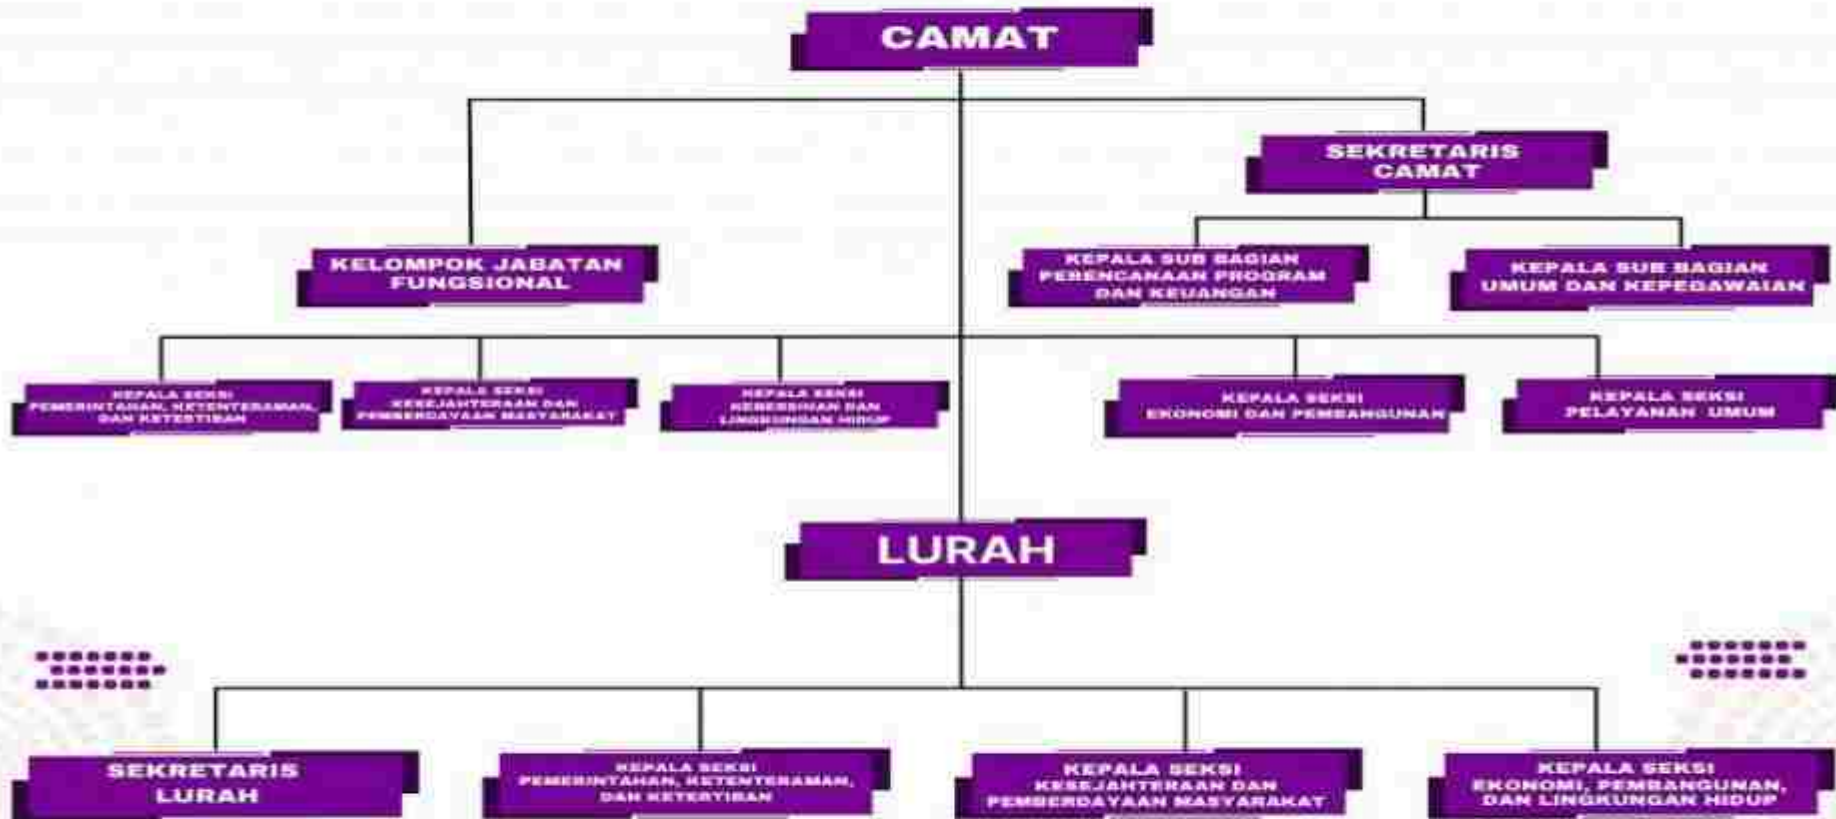 CAMAT
SEKRETARIS
CAMAT
KELOMPOK JABATAN
FUNGSIONAL
KEPALA SUB BAGIAN
PERENCANAAN PROGRAM
DAN KEUANGAN
KEPALA SUB BAGIAN
UMUM DAN KEPEGAWAIAN
KEPALA SEKSI
PEMERINTAHAN, KETENTERAMAN,
DAN KETERTIBAN
KEPALA SEKSI
KESEJAHTERAAN DAN
PEMBERDAYAAN MASYARAKAT
KEPALA SEKSI
KEBERSIHAN DAN
LINGKUNGAN HIDUP
KEPALA SEKSI
EKONOMI DAN PEMBANGUNAN
KEPALA SEKSI
PELAYANAN UMUM
LURAH
SEKRETARIS
LURAH
KEPALA SEKSI
PEMERINTAHAN, KETENTERAMAN,
DAN KETERTIBAN
KEPALA SEKSI
KESEJAHTERAAN DAN
PEMBERDAYAAN MASYARAKAT
KEPALA SEKSI
EKONOMI, PEMBANGUNAN,
DAN LINGKUNGAN HIDUP